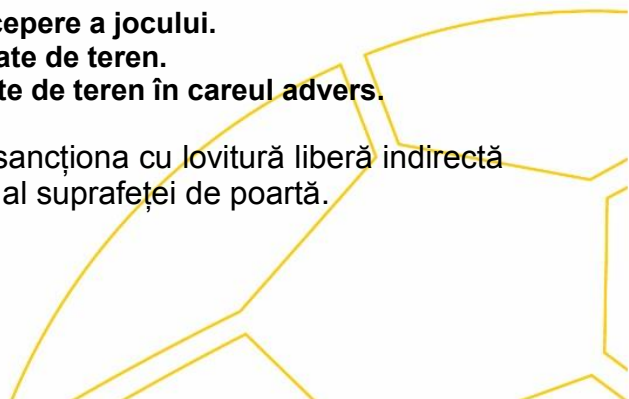 cepere a jocului.
ate de teren.
te de teren în careul advers.
sancționa cu lovitură liberă indirectă
al suprafeței de poartă.